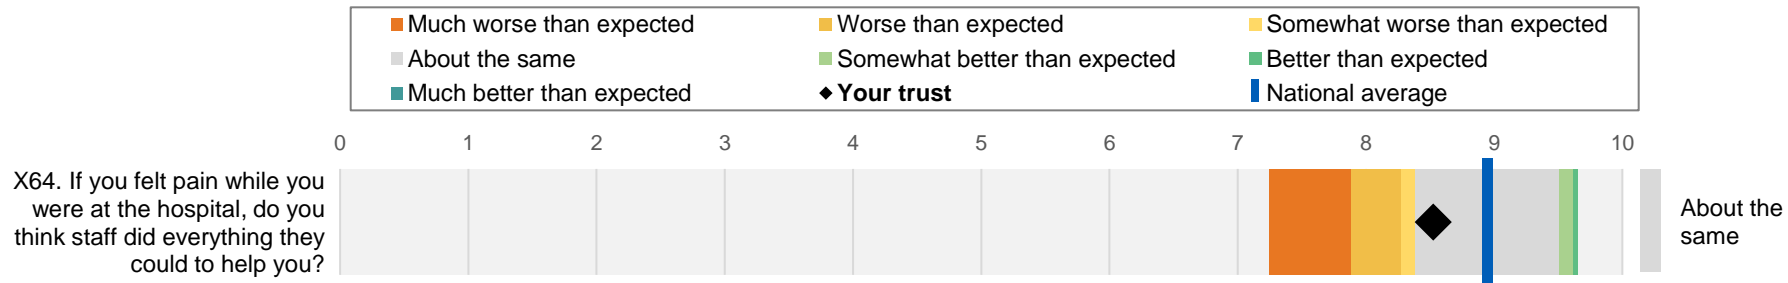 Much worse than expected
Worse than expected
Somewhat worse than expected
About the same
Somewhat better than expected
Better than expected
Much better than expected
Your trust
National average
0 1 2 3 4 5 6 7 8 9 10
X64. If you felt pain while you
were at the hospital, do you
think staff did everything they
could to help you?
About the
same